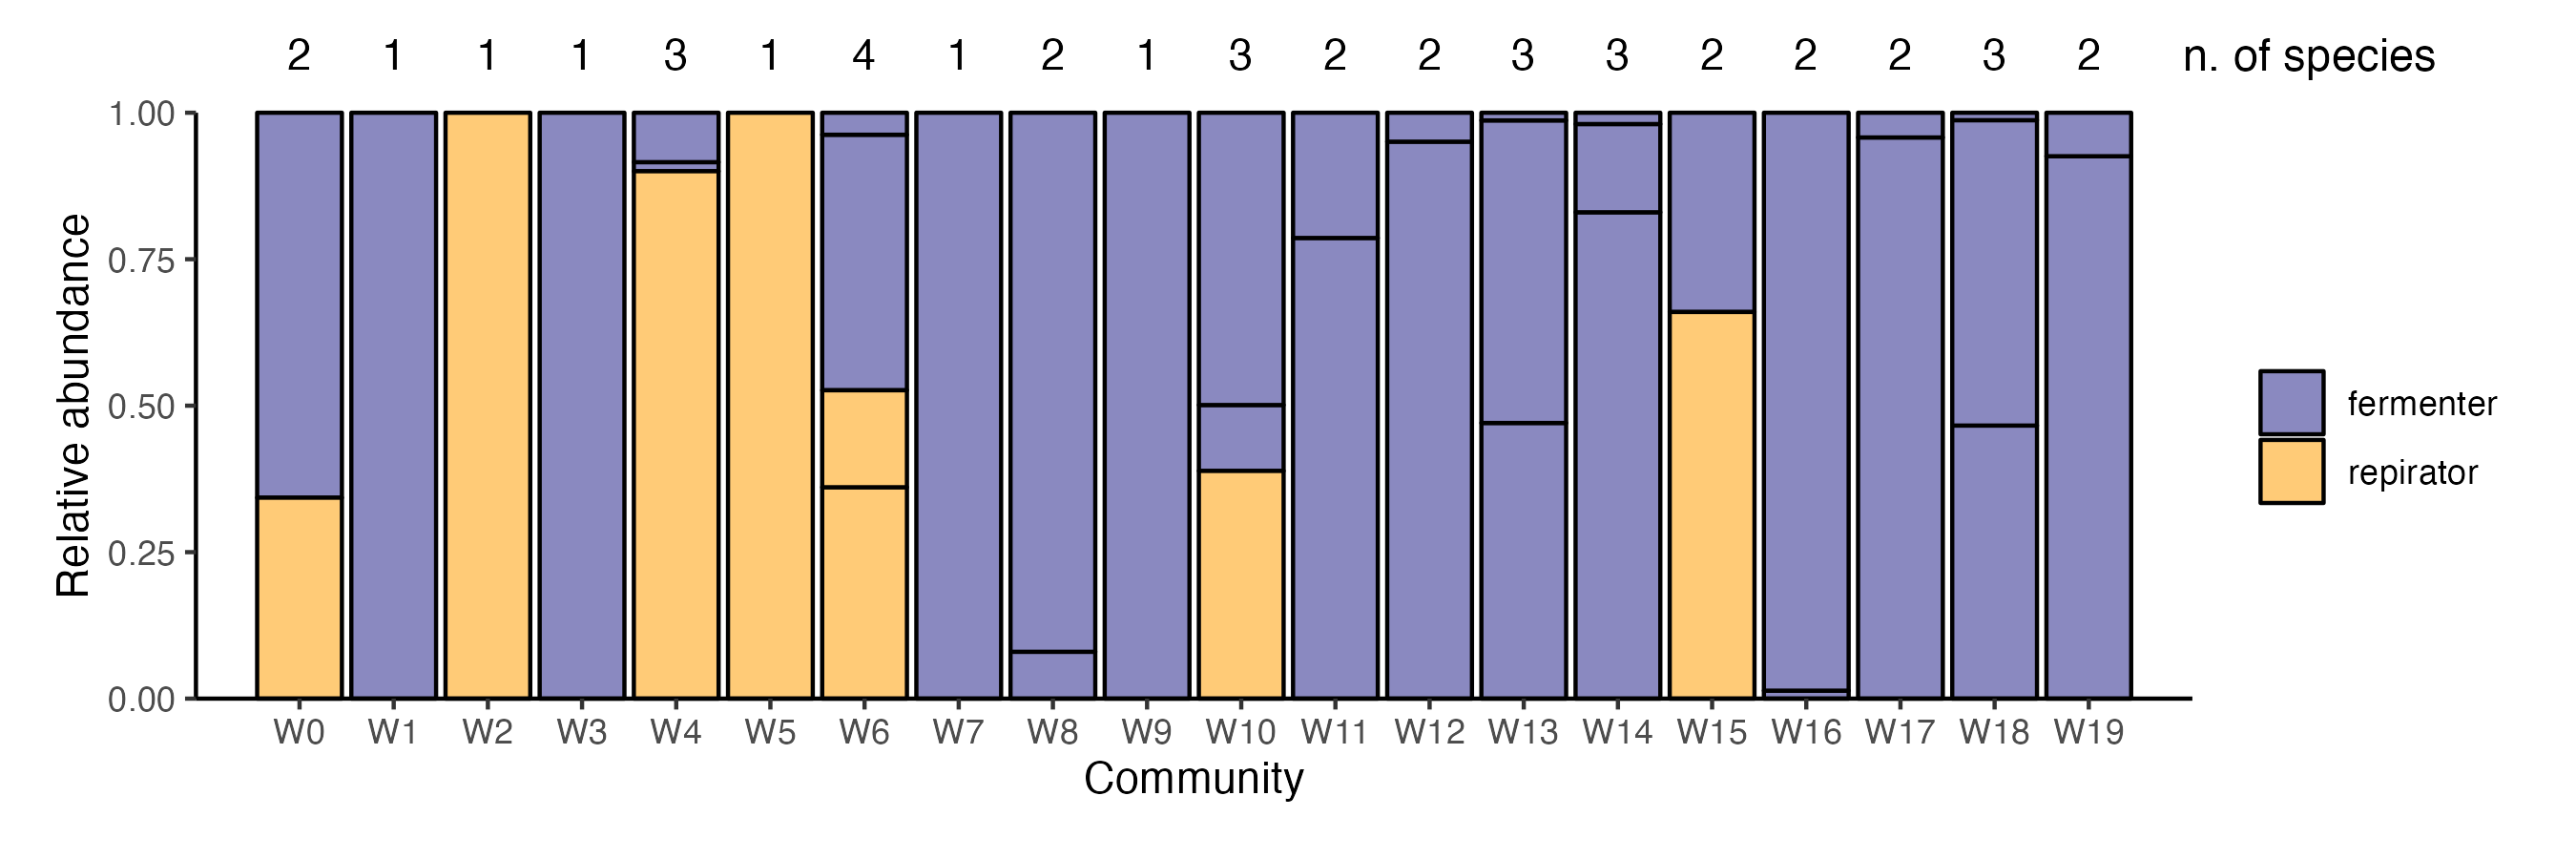 2 1 1 1 3 1 4 1 2 1 3 2 2 3 3 2 2 2 3 2 n. of species
1.00
0.75
0.50
0.25
0.00
Relative abundance
fermenter
repirator
W0 W1 W2 W3 W4 W5 W6 W7 W8 W9 W10 W11 W12 W13 W14 W15 W16 W17 W18 W19
Community